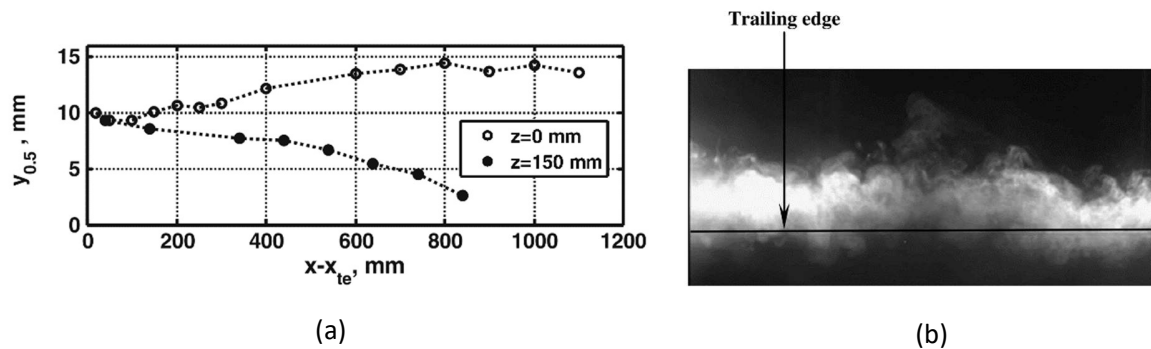 15
10
5
0
y0.5 , mm
z=0 mm
z=150 mm
0 200 400 600 800 1000 1200
x-xte, mm
(a)
Trailing edge
(b)